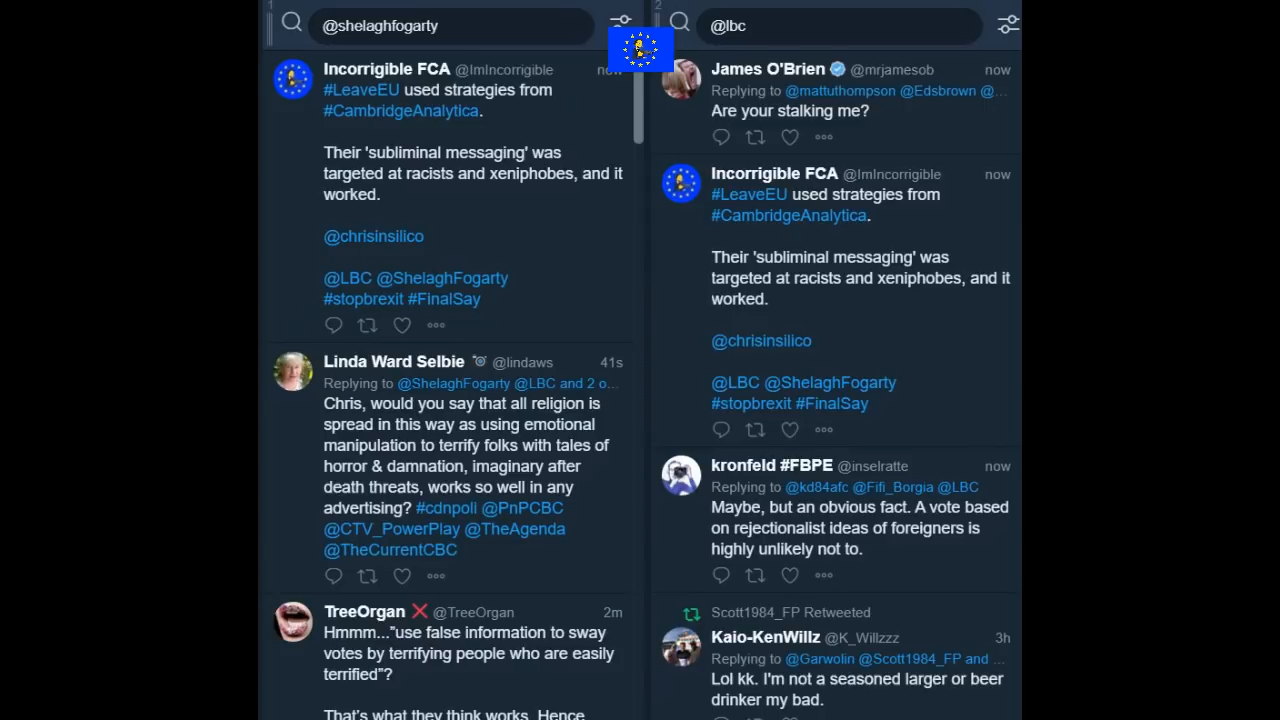 1
@shelaghfogarty
Incorrigible FCA @ImIncorrigible now
#LeaveEU used strategies from
#CambridgeAnalytica.
Their 'subliminal messaging' was
targeted at racists and xeniphobes, and it
worked.
@chrisinsilico
@LBC @ShelaghFogarty
#stopbrexit #FinalSay
Linda Ward Selbie @lindaws 41s
Replying to @ShelaghFogarty @LBC and 2 o...
Chris, would you say that all religion is
spread in this way as using emotional
manipulation to terrify folks with tales of
horror & damnation, imaginary after
death threats, works so well in any
advertising? #cdnpoli @PnPCBC
@CTV_PowerPlay @TheAgenda
@TheCurrentCBC
TreeOrgan ❌ @TreeOrgan 2m
Hmmm..."use false information to sway
votes by terrifying people who are easily
terrified"?
That's what they think works. Hence
2
@lbc
James O'Brien @mrjamesob now
Replying to @mattuthompson @Edsbrown @...
Are your stalking me?
Incorrigible FCA @ImIncorrigible now
#LeaveEU used strategies from
#CambridgeAnalytica.
Their 'subliminal messaging' was
targeted at racists and xeniphobes, and it
worked.
@chrisinsilico
@LBC @ShelaghFogarty
#stopbrexit #FinalSay
kronfeld #FBPE @inselratte now
Replying to @kd84afc @Fifi_Borgia @LBC
Maybe, but an obvious fact. A vote based
on rejectionalist ideas of foreigners is
highly unlikely not to.
Scott1984_FP Retweeted
Kaio-KenWillz @K_Willzzz 3h
Replying to @Garwolin @Scott1984_FP and ...
Lol kk. I'm not a seasoned larger or beer
drinker my bad.